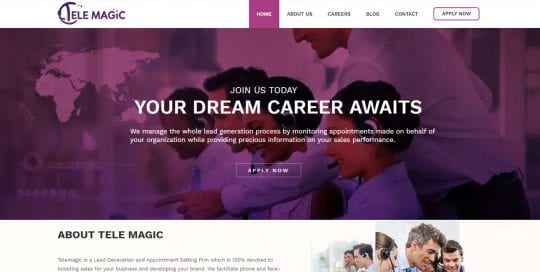 TELE MAGiC
HOME ABOUT US CAREERS BLOG CONTACT APPLY NOW
JOIN US TODAY
YOUR DREAM CAREER AWAITS
We manage the whole lead generation process by monitoring appointments made on behalf of
your organization while providing precious information on your sales performance.
APPLY NOW
ABOUT TELE MAGIC
Telemagic is a Lead Generation and Appointment Setting Firm which is 100% devoted to
boosting sales for your business and developing your brand. We facilitate phone and face-